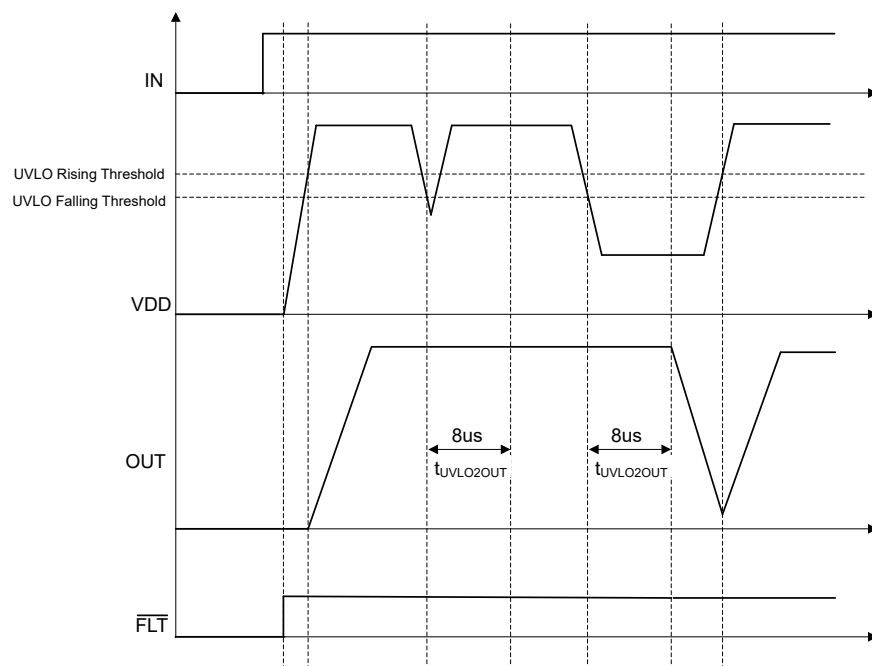 IN
UVLO Rising Threshold
UVLO Falling Threshold
VDD
8us
8us
OUT
tUVLO2OUT
tUVLO2OUT
FLT